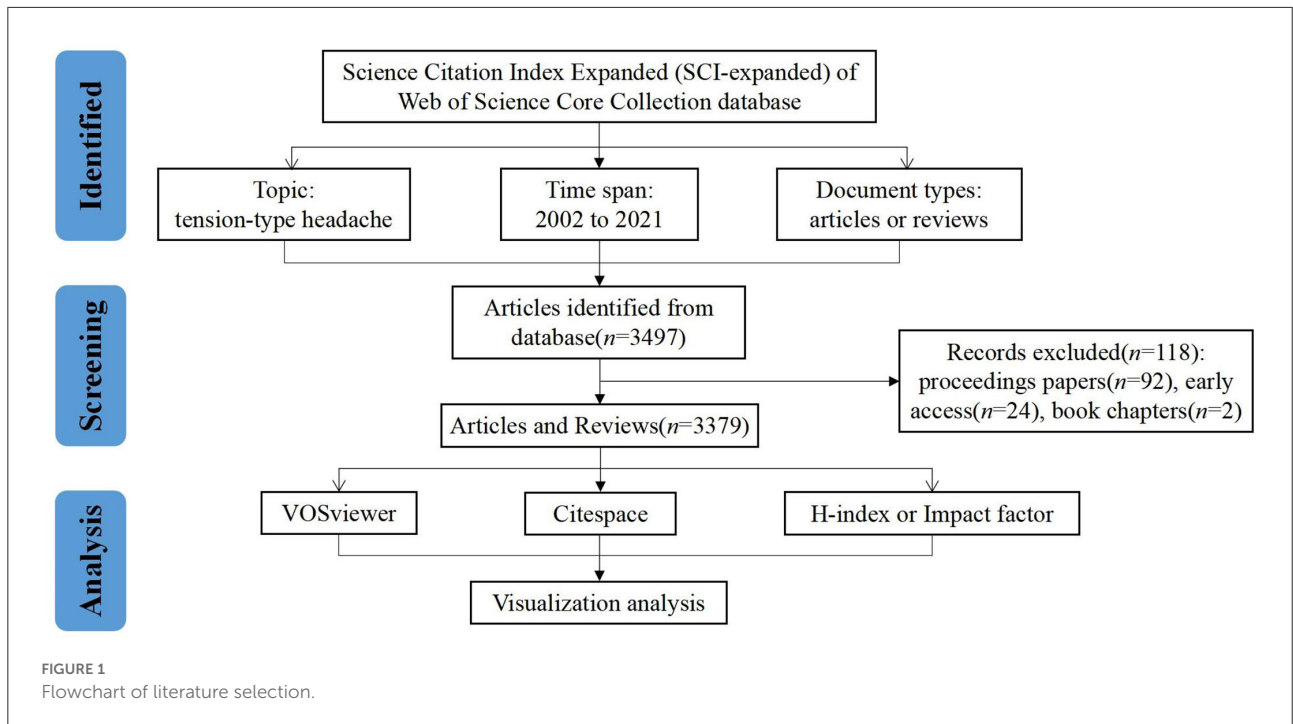 Identified
Science Citation Index Expanded (SCI-expanded) of
Web of Science Core Collection database
Topic:
tension-type headache
Time span:
2002 to 2021
Document types:
articles or reviews
Screening
Articles identified from
database(n=3497)
Records excluded(n=118):
proceedings papers(n=92), early
access(n=24), book chapters(n=2)
Articles and Reviews(n=3379)
Analysis
VOSviewer
Citespace
H-index or Impact factor
Visualization analysis
FIGURE 1
Flowchart of literature selection.